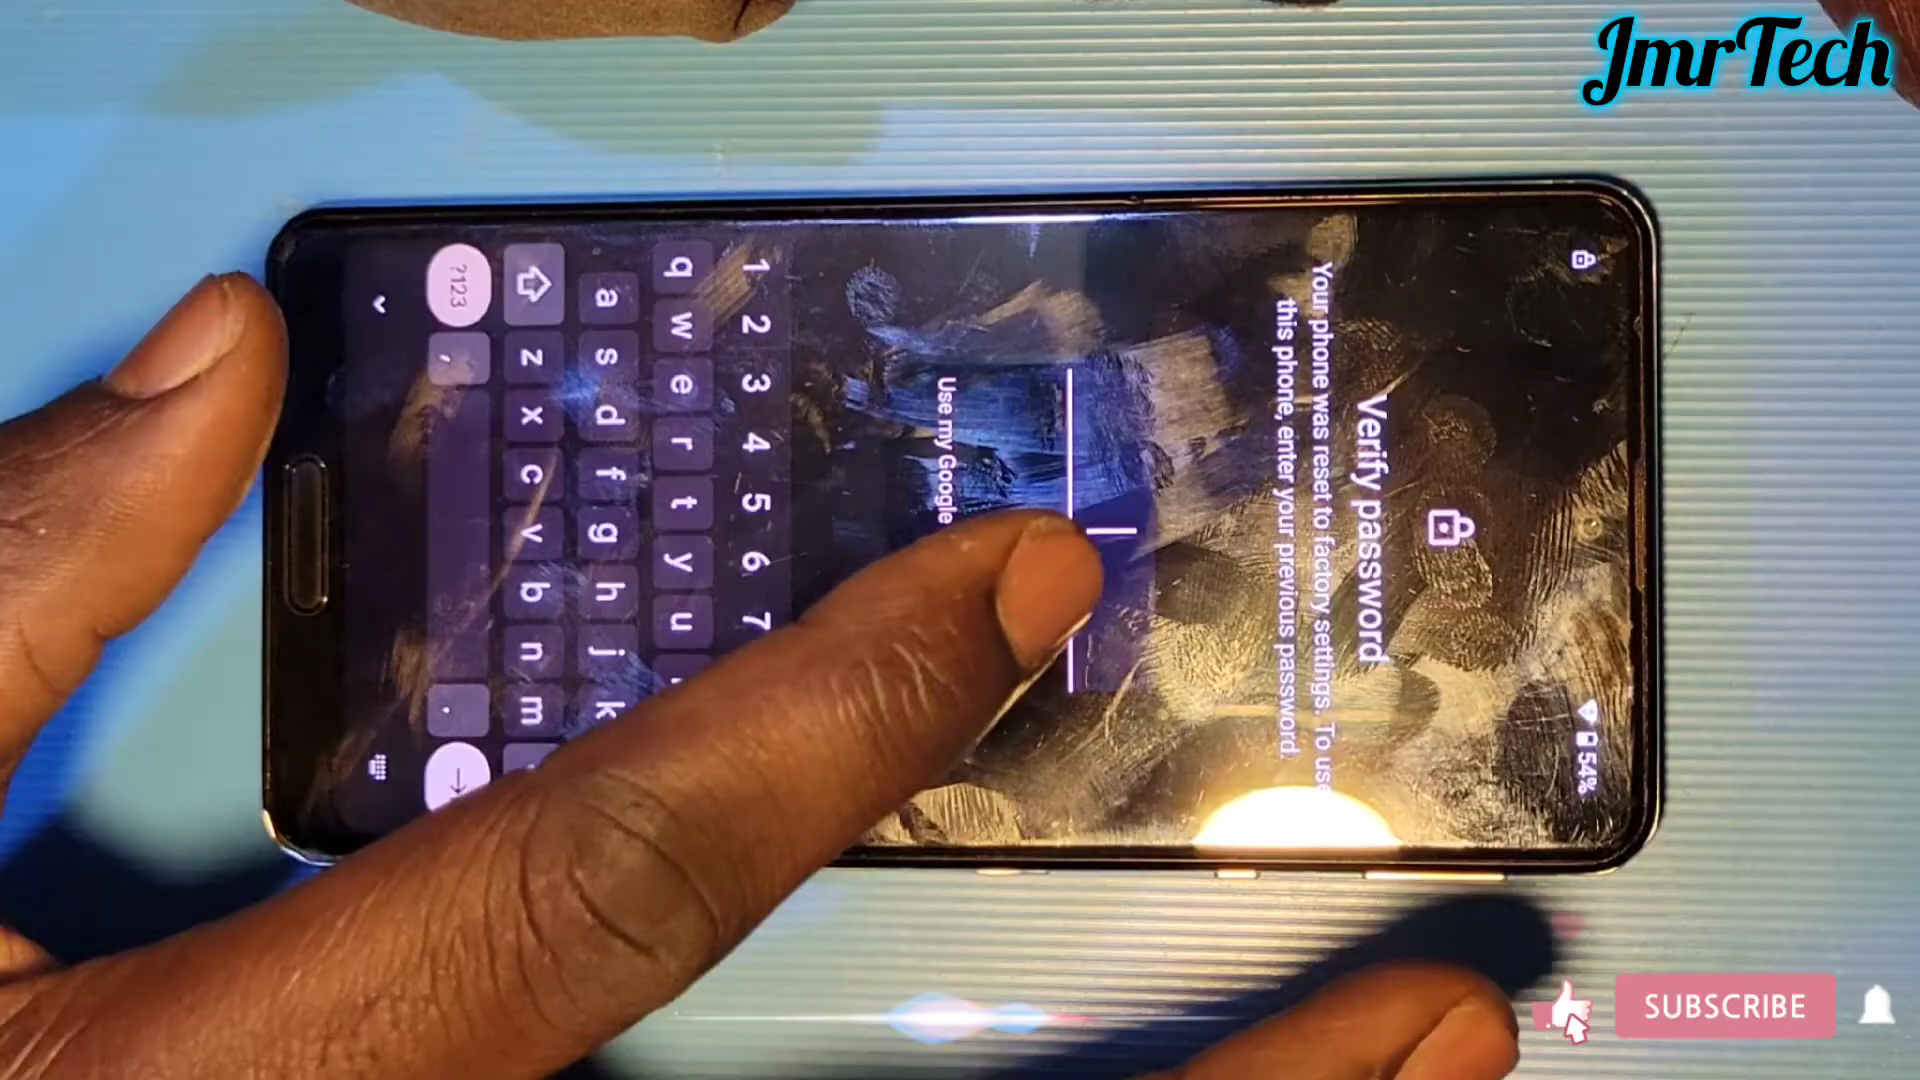 JmrTech
54%
Verify password
Your phone was reset to factory settings. To use
this phone, enter your previous password.
Use my Google
1 2 3 4 5 6 7
q w e r t y u
a s d f g h j k
z x c v b n m
?123 , .
SUBSCRIBE